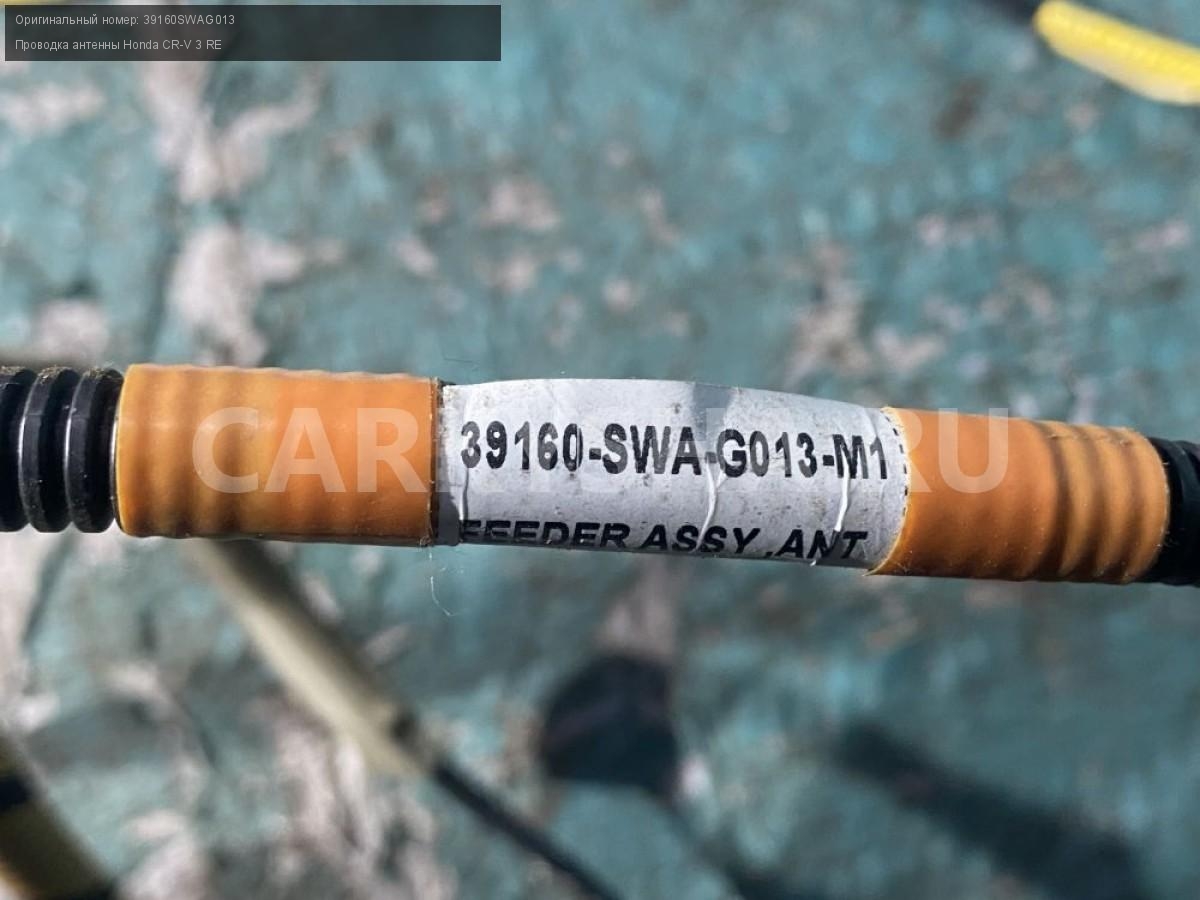 Оригинальный номер: 39160SWAG013
Проводка антенны Honda CR-V 3 RE
39160-SWA-G013-M1
FEEDER ASSY,ANT